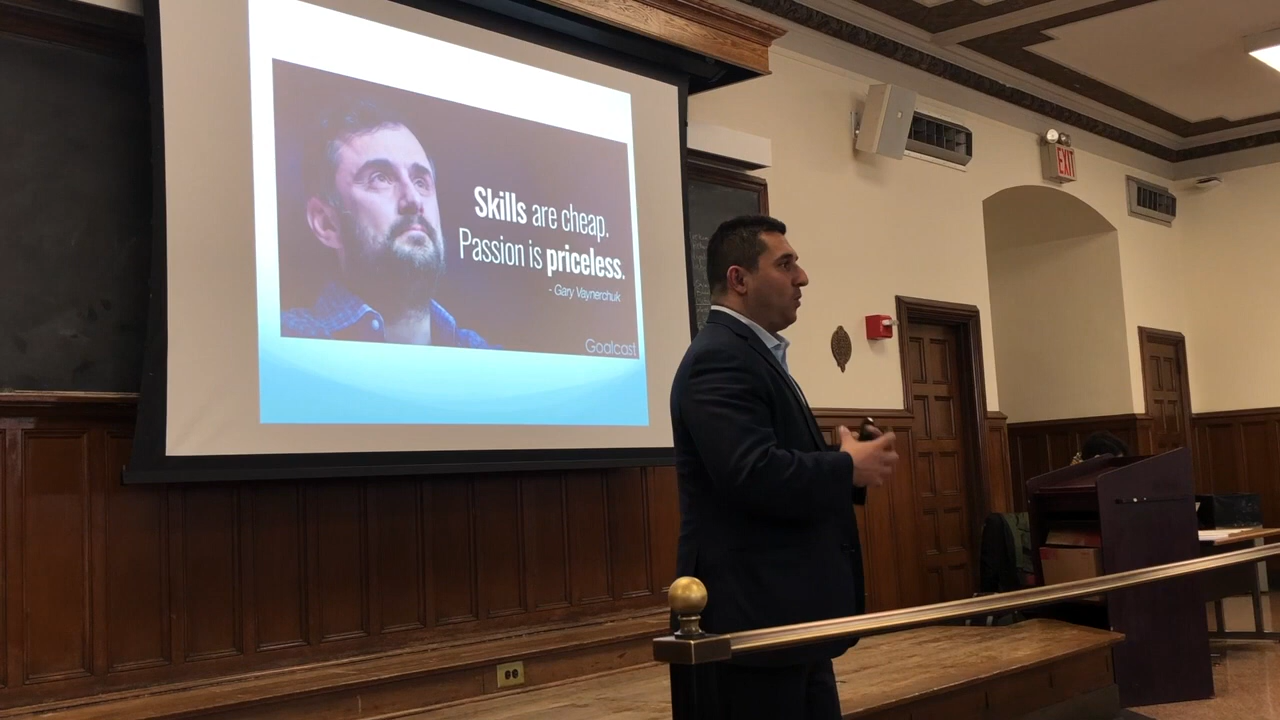 Skills are cheap.
Passion is priceless.
- Gary Vaynerchuk
Goalcast
EXIT